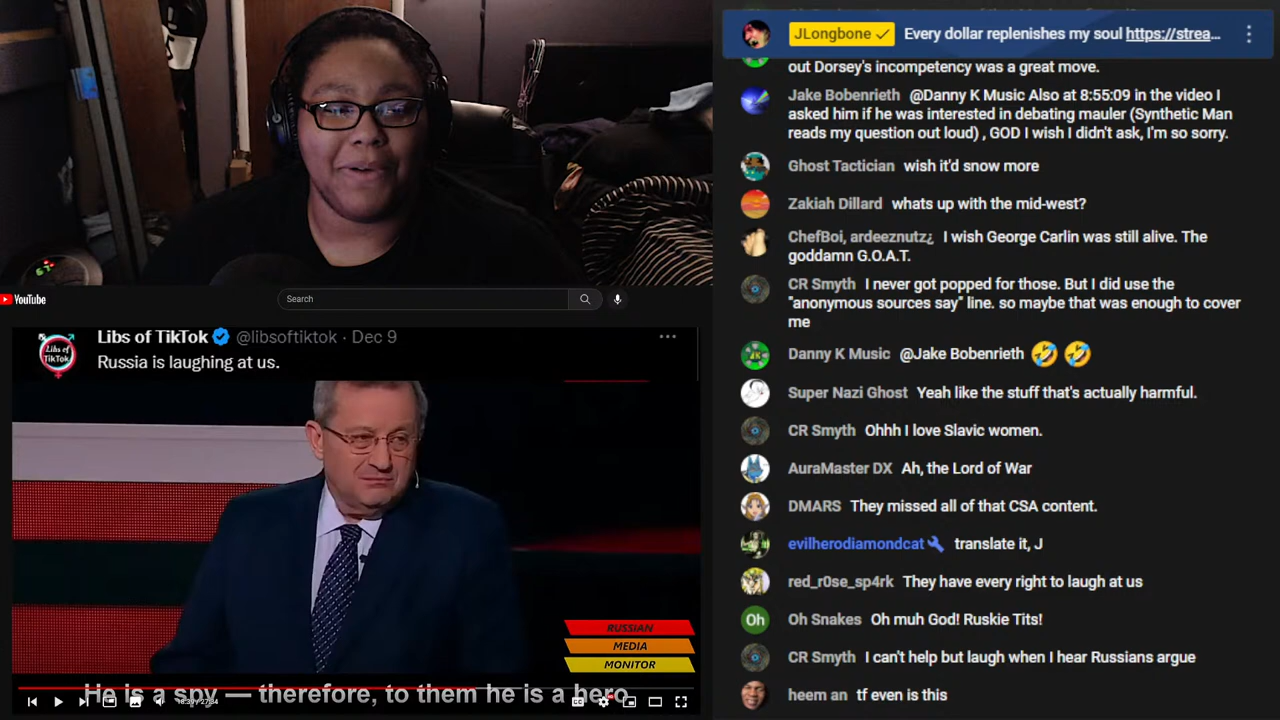 JLongbone ✓ Every dollar replenishes my soul https://strea...
out Dorsey's incompetency was a great move.
Jake Bobenrieth @Danny K Music Also at 8:55:09 in the video I
asked him if he was interested in debating mauler (Synthetic Man
reads my question out loud) , GOD I wish I didn't ask, I'm so sorry.
Ghost Tactician wish it'd snow more
Zakiah Dillard whats up with the mid-west?
ChefBoi, ardeeznutz¿ I wish George Carlin was still alive. The
goddamn G.O.A.T.
CR Smyth I never got popped for those. But I did use the
"anonymous sources say" line. so maybe that was enough to cover
me
Danny K Music @Jake Bobenrieth 🤣 🤣
Super Nazi Ghost Yeah like the stuff that's actually harmful.
CR Smyth Ohhh I love Slavic women.
AuraMaster DX Ah, the Lord of War
DMARS They missed all of that CSA content.
evilherodiamondcat translate it, J
red_r0se_sp4rk They have every right to laugh at us
Oh Oh Snakes Oh muh God! Ruskie Tits!
CR Smyth I can't help but laugh when I hear Russians argue
heem an tf even is this
YouTube
Search
Libs of TikTok @libsoftiktok · Dec 9
Libs of TikTok
Russia is laughing at us.
RUSSIAN
MEDIA
MONITOR
He is a spy — therefore, to them he is a hero